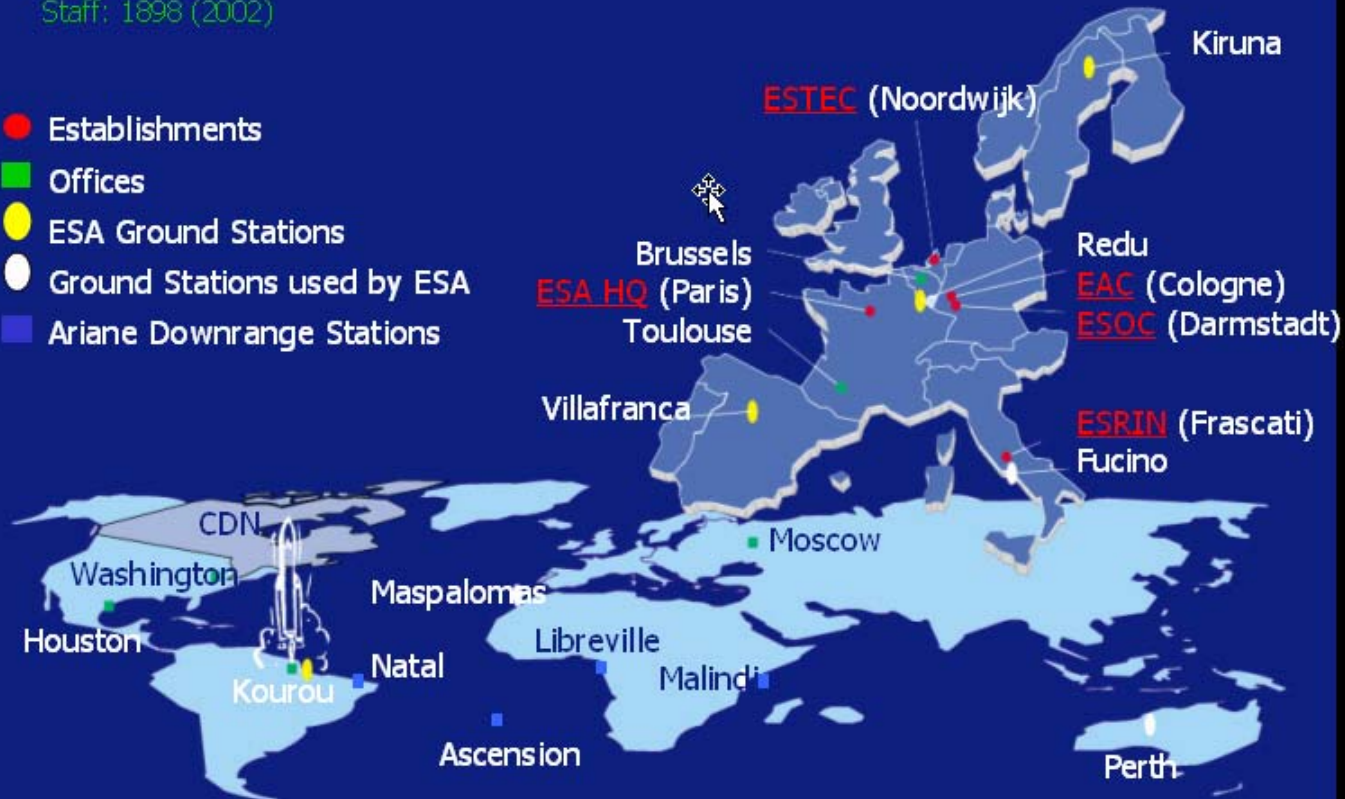 Staff: 1898 (2002)
Establishments
Offices
ESA Ground Stations
Ground Stations used by ESA
Ariane Downrange Stations
Kiruna
ESTEC (Noordwijk)
Brussels
ESA HQ (Paris)
Toulouse
Villafranca
Redu
EAC (Cologne)
ESOC (Darmstadt)
ESRIN (Frascati)
Fucino
CDN
Washington
Houston
Kourou
Maspalomas
Natal
Ascension
Libreville
Malindi
Moscow
Perth